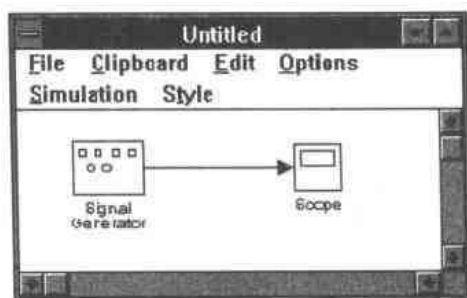 Untitled
File Clipboard Edit Options
Simulation Style
Signal
Generator
Scope